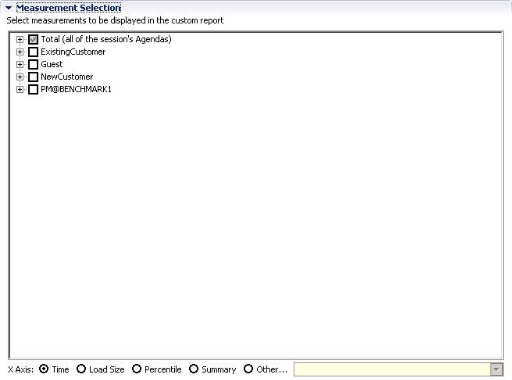 Measurement Selection
Select measurements to be displayed in the custom report
Total (all of the session's Agendas)
ExistingCustomer
Guest
NewCustomer
PM@BENCHMARK1
X Axis: Time Load Size Percentile Summary Other...